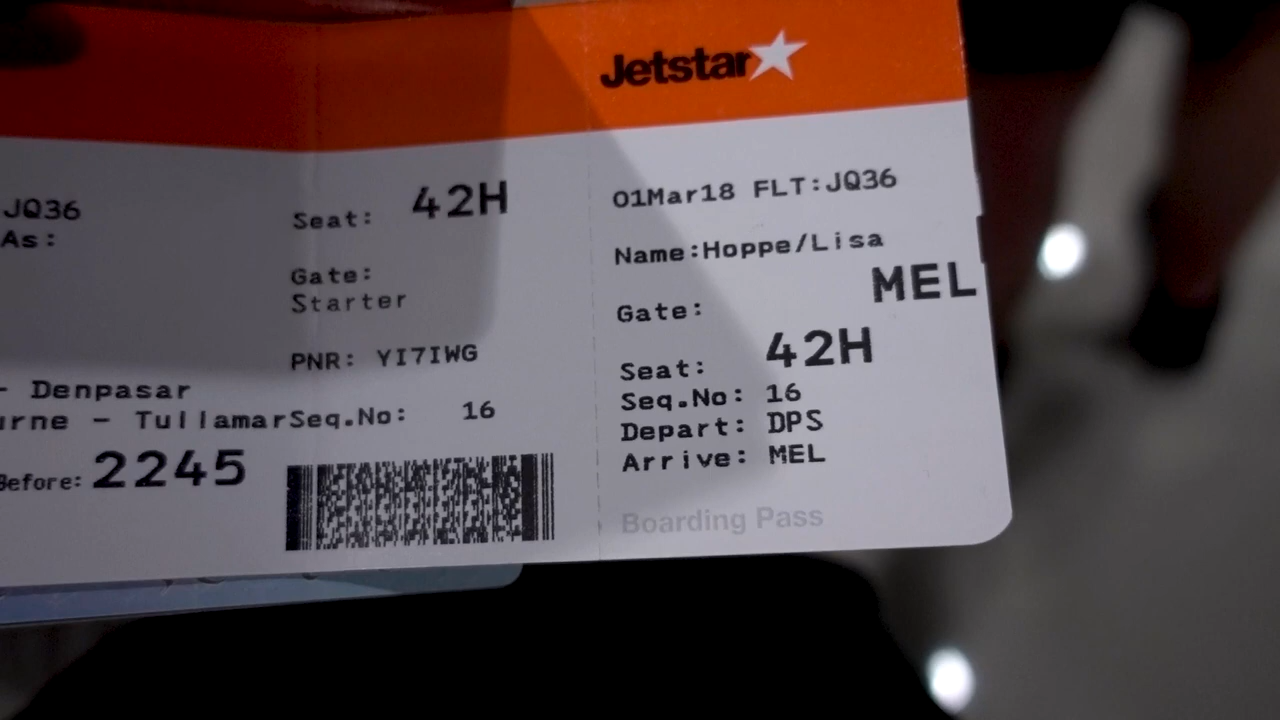 Jetstar
JQ36
As:
Seat: 42H
Gate:
Starter
PNR: YI7IWG
- Denpasar
urne - TullamarSeq.No: 16
Before: 2245
01Mar18 FLT:JQ36
Name:Hoppe/Lisa
MEL
Gate:
Seat: 42H
Seq.No: 16
Depart: DPS
Arrive: MEL
Boarding Pass